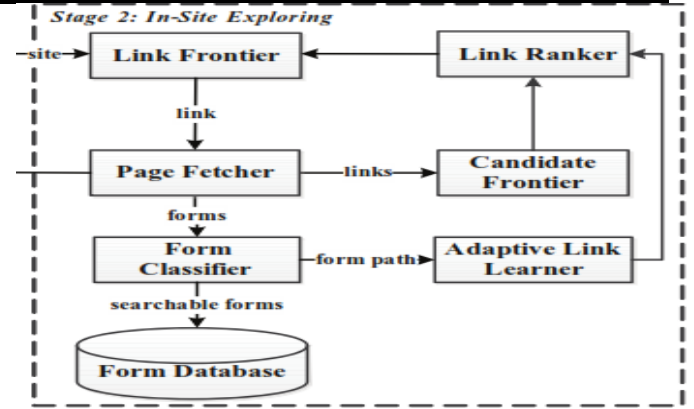 Stage 2: In-Site Exploring
site
Link Frontier
Link Ranker
link
Page Fetcher
links
Candidate
Frontier
forms
Form
Classifier
form path
Adaptive Link
Learner
searchable forms
Form Database